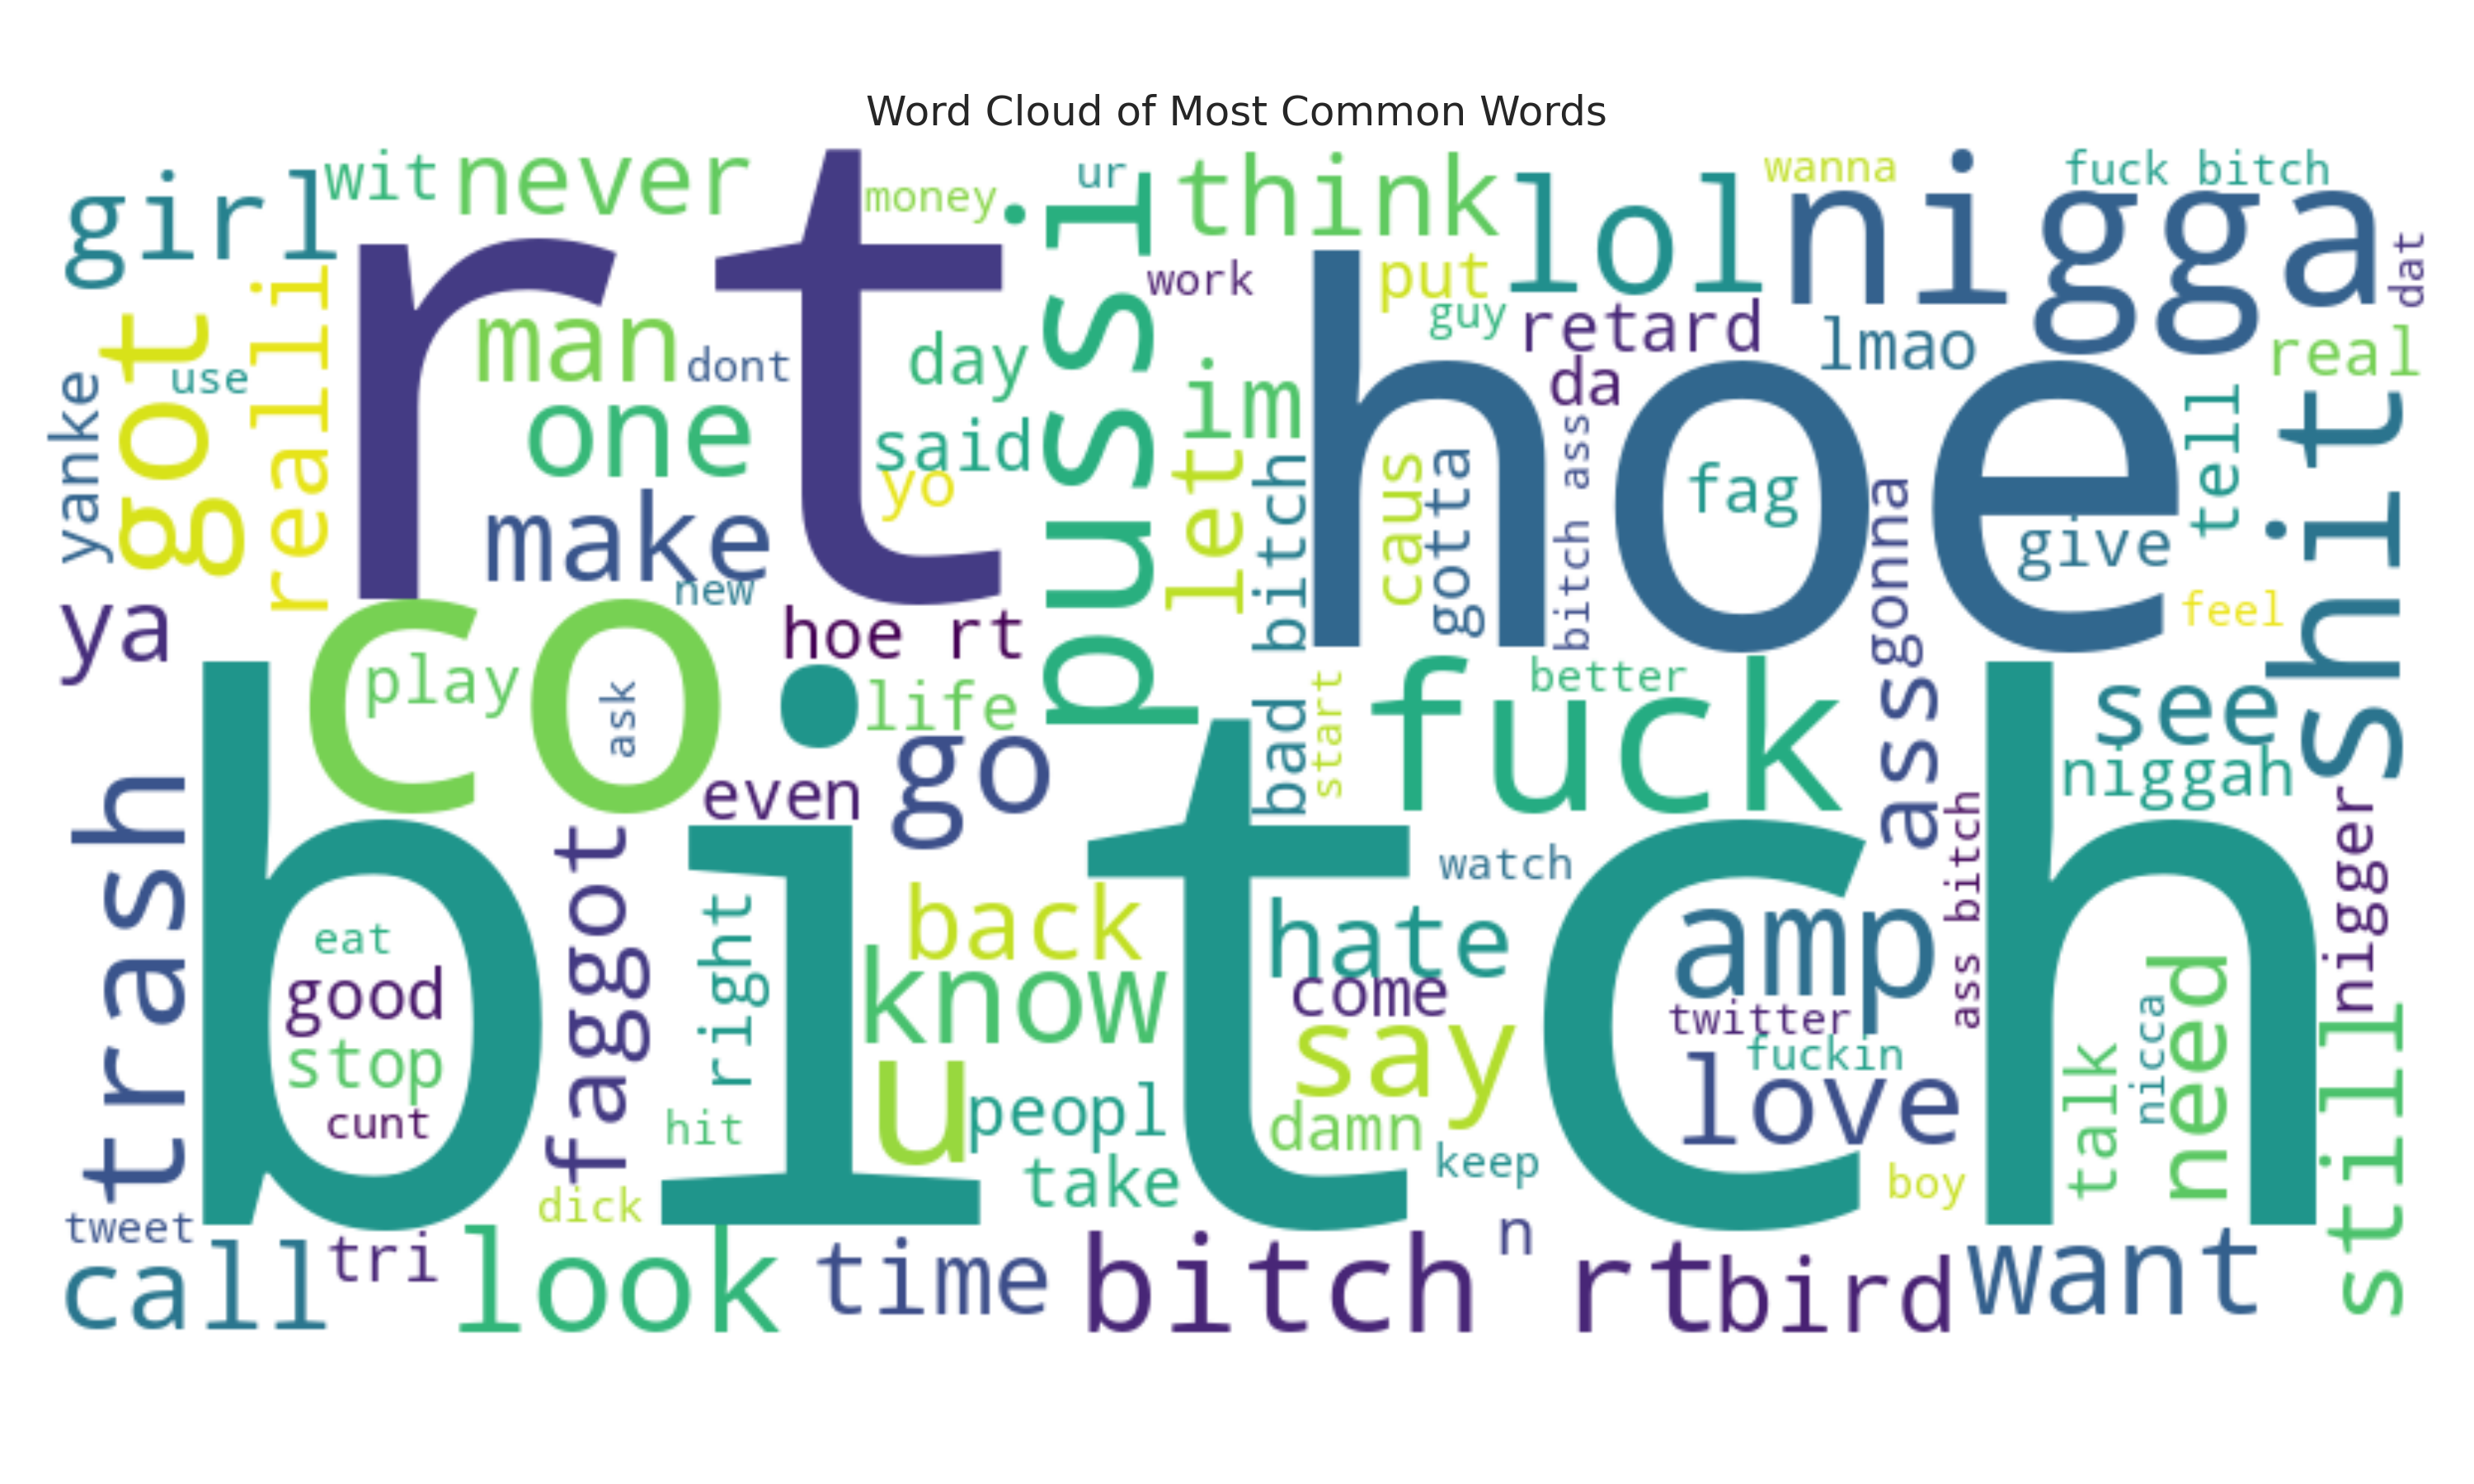 Word Cloud of Most Common Words
girl
wit
never
money
ur
think
wanna
fuck bitch
rt
pussi
work
put
lol
nigga
dat
guy
retard
lmao
real
got
realli
man
dont
day
im
hoe
da
yanke
use
one
said
yo
let
caus
gotta
bitch ass
fag
tell
shit
make
new
bad bitch
gonna
give
feel
ya
co
play
ask
hoe rt
life
start
fuck
better
ass
see
niggah
trash
bitch
even
go
watch
ass bitch
nigger
faggot
right
back
hate
amp
eat
good
know
come
twitter
need
stop
u
say
fuckin
nicca
talk
still
cunt
hit
peopl
damn
love
take
keep
boy
dick
tweet
call
tri
look
time
bitch rt
n
bird
want